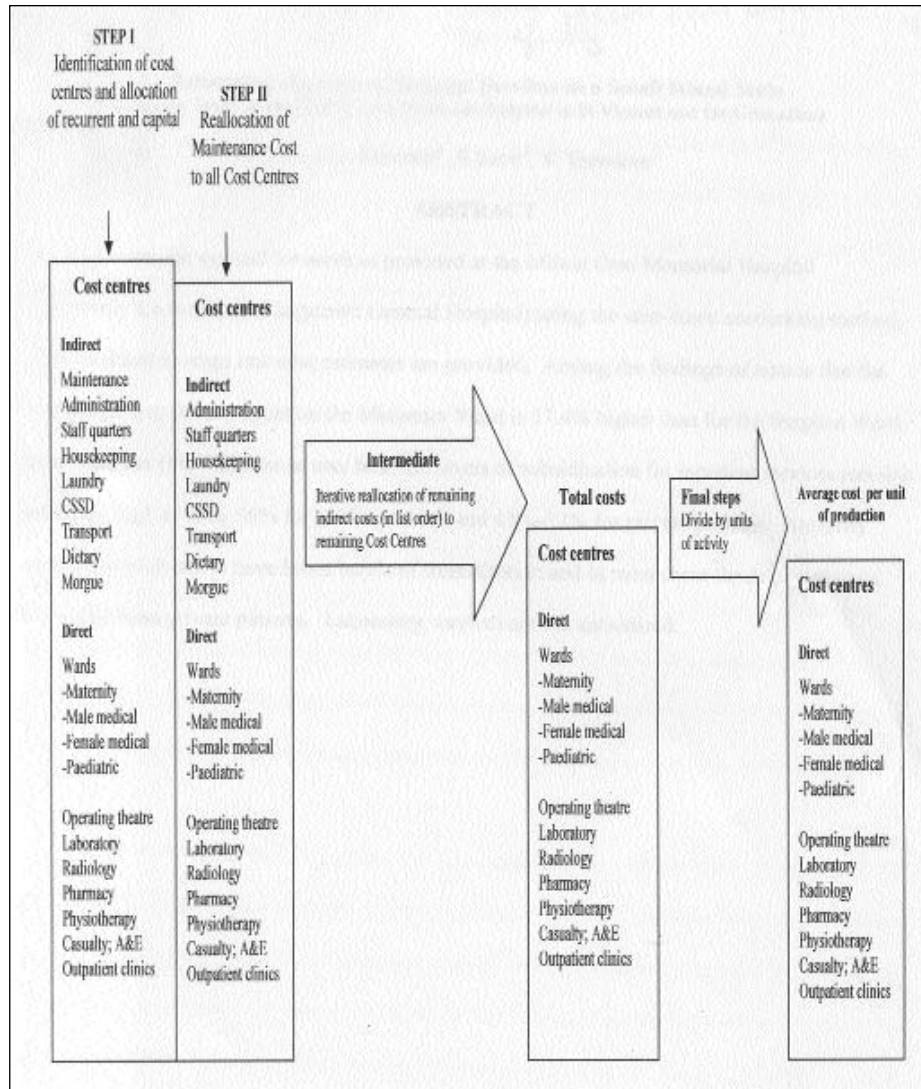 STEP I
Identification of cost
centres and allocation
of recurrent and capital
STEP II
Reallocation of
Maintenance Cost
to all Cost Centres
Cost centres
Indirect
Maintenance
Administration
Staff quarters
Housekeeping
Laundry
CSSD
Transport
Dietary
Morgue
Direct
Wards
-Maternity
-Male medical
-Female medical
-Paediatric
Operating theatre
Laboratory
Radiology
Pharmacy
Physiotherapy
Casualty; A&E
Outpatient clinics
Cost centres
Indirect
Administration
Staff quarters
Housekeeping
Laundry
CSSD
Transport
Dietary
Morgue
Direct
Wards
-Maternity
-Male medical
-Female medical
-Paediatric
Operating theatre
Laboratory
Radiology
Pharmacy
Physiotherapy
Casualty; A&E
Outpatient clinics
Intermediate
Iterative reallocation of remaining
indirect costs (in list order) to
remaining Cost Centres
Total costs
Cost centres
Direct
Wards
-Maternity
-Male medical
-Female medical
-Paediatric
Operating theatre
Laboratory
Radiology
Pharmacy
Physiotherapy
Casualty; A&E
Outpatient clinics
Final steps
Divide by units
of activity
Average cost per unit
of production
Cost centres
Direct
Wards
-Maternity
-Male medical
-Female medical
-Paediatric
Operating theatre
Laboratory
Radiology
Pharmacy
Physiotherapy
Casualty; A&E
Outpatient clinics